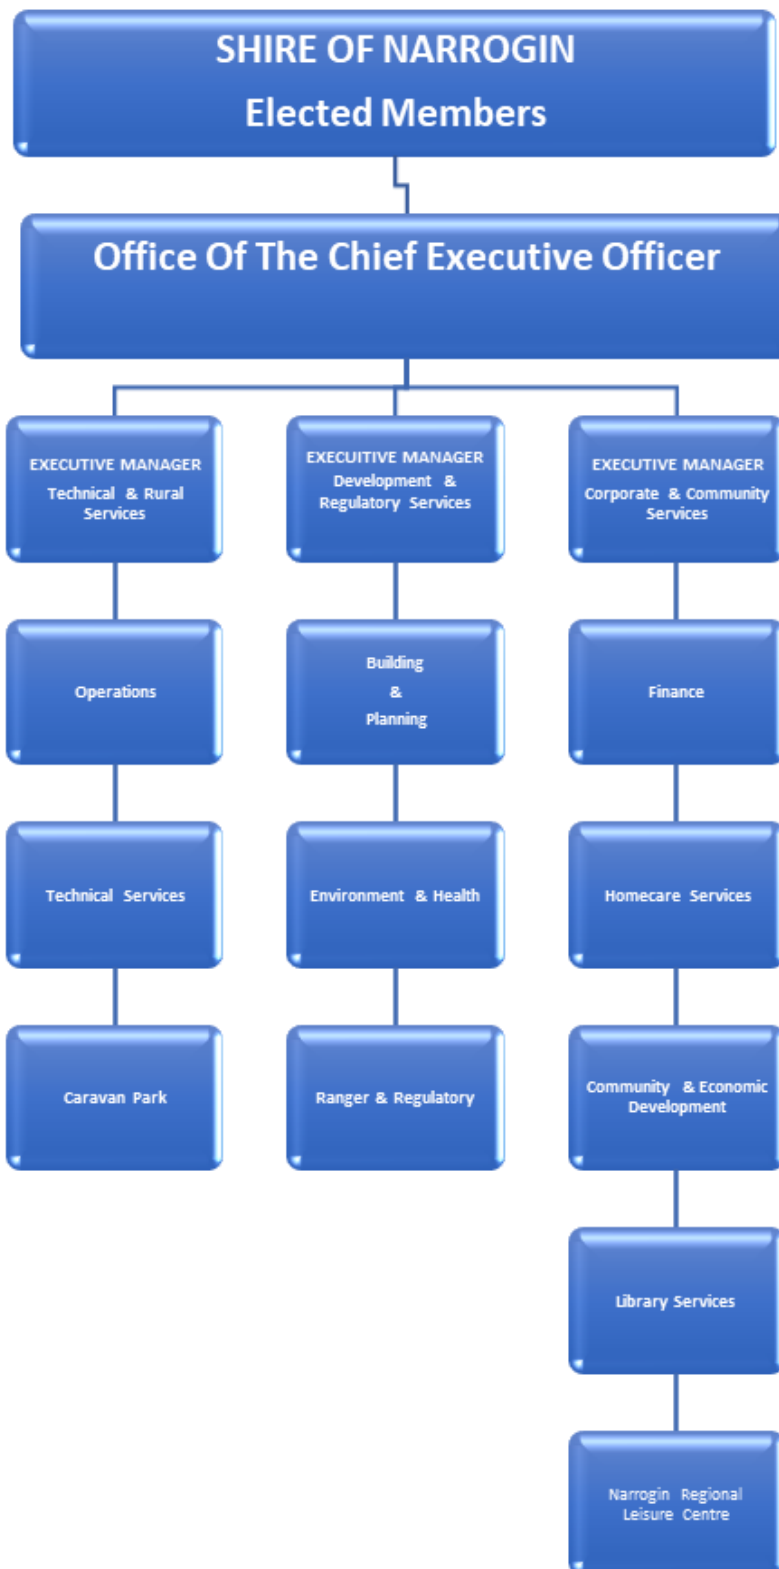 SHIRE OF NARROGIN
Elected Members
Office Of The Chief Executive Officer
EXECUTIVE MANAGER
Technical & Rural
Services
EXECUITIVE MANAGER
Development &
Regulatory Services
EXECUTIVE MANAGER
Corporate & Community
Services
Operations
Building
&
Planning
Finance
Technical Services
Environment & Health
Homecare Services
Caravan Park
Ranger & Regulatory
Community & Economic
Development
Library Services
Narrogin Regional
Leisure Centre